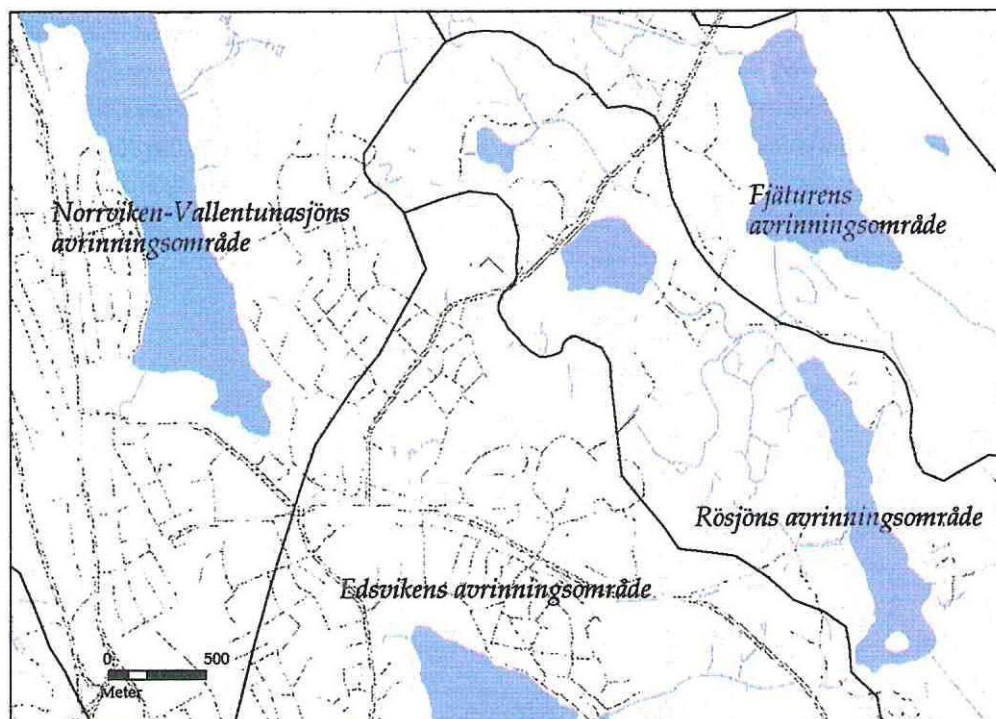 Norrviken-Vallentunasjöns
avrinningsområde
Fjäturens
avrinningsområde
Rösjöns avrinningsområde
Edsvikens avrinningsområde
0 500
Meter